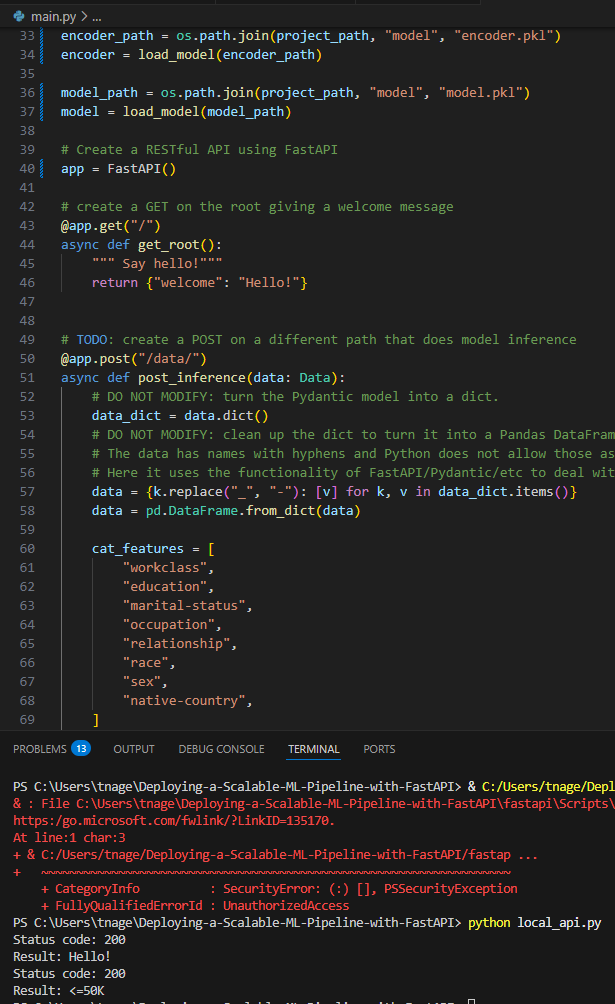 main.py > ...
33 encoder_path = os.path.join(project_path, "model", "encoder.pkl")
34 encoder = load_model(encoder_path)
35
36 model_path = os.path.join(project_path, "model", "model.pkl")
37 model = load_model(model_path)
38
39 # Create a RESTful API using FastAPI
40 app = FastAPI()
41
42 # create a GET on the root giving a welcome message
43 @app.get("/")
44 async def get_root():
45     """ Say hello!"""
46     return {"welcome": "Hello!"}
47
48
49 # TODO: create a POST on a different path that does model inference
50 @app.post("/data/")
51 async def post_inference(data: Data):
52     # DO NOT MODIFY: turn the Pydantic model into a dict.
53     data_dict = data.dict()
54     # DO NOT MODIFY: clean up the dict to turn it into a Pandas DataFram
55     # The data has names with hyphens and Python does not allow those as
56     # Here it uses the functionality of FastAPI/Pydantic/etc to deal wit
57     data = {k.replace("_", "-"): [v] for k, v in data_dict.items()}
58     data = pd.DataFrame.from_dict(data)
59
60     cat_features = [
61         "workclass",
62         "education",
63         "marital-status",
64         "occupation",
65         "relationship",
66         "race",
67         "sex",
68         "native-country",
69     ]
PROBLEMS 13 OUTPUT DEBUG CONSOLE TERMINAL PORTS
PS C:\Users\tnage\Deploying-a-Scalable-ML-Pipeline-with-FastAPI> & C:/Users/tnage/Depl
& : File C:\Users\tnage\Deploying-a-Scalable-ML-Pipeline-with-FastAPI\fastapi\Scripts\
https:/go.microsoft.com/fwlink/?LinkID=135170.
At line:1 char:3
+ & C:/Users/tnage/Deploying-a-Scalable-ML-Pipeline-with-FastAPI/fastap ...
+   ~~~~~~~~~~~~~~~~~~~~~~~~~~~~~~~~~~~~~~~~~~~~~~~~~~~~~~~~~~~~~
    + CategoryInfo          : SecurityError: (:) [], PSSecurityException
    + FullyQualifiedErrorId : UnauthorizedAccess
PS C:\Users\tnage\Deploying-a-Scalable-ML-Pipeline-with-FastAPI> python local_api.py
Status code: 200
Result: Hello!
Status code: 200
Result: <=50K